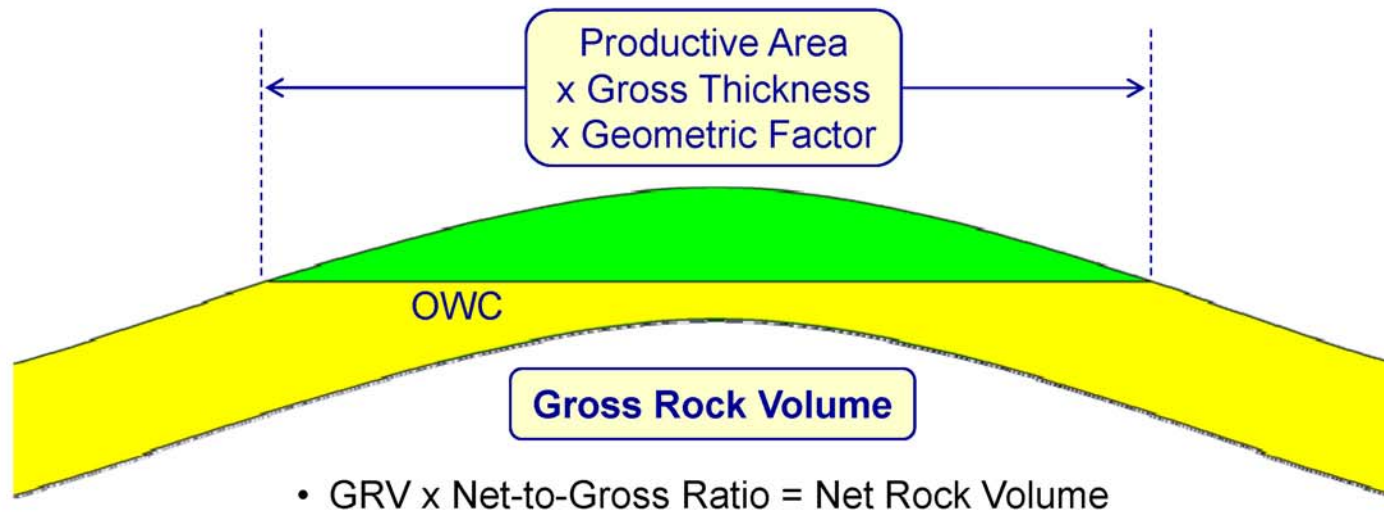 Productive Area
x Gross Thickness
x Geometric Factor
OWC
Gross Rock Volume
• GRV x Net-to-Gross Ratio = Net Rock Volume